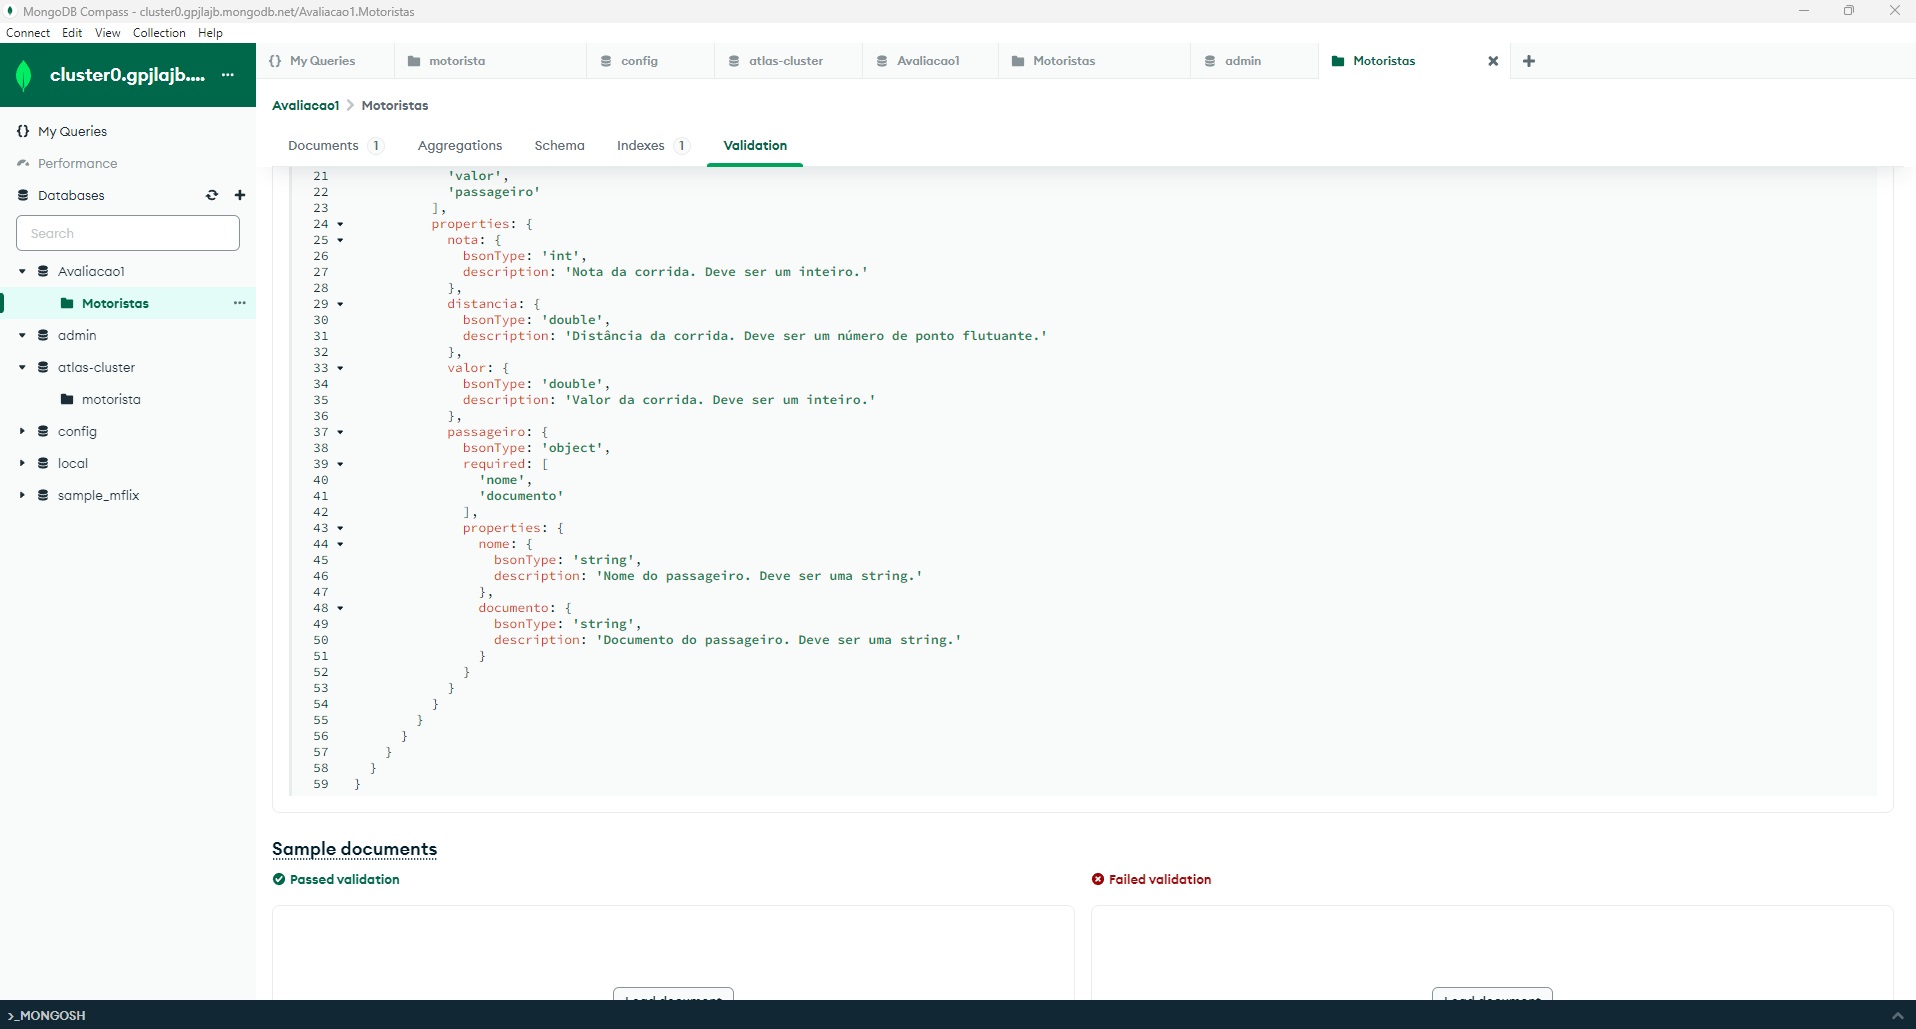 MongoDB Compass - cluster0.gpjlajb.mongodb.net/Avaliacao1.Motoristas
Connect Edit View Collection Help
cluster0.gpjlajb.... ...
{} My Queries
motorista
config
atlas-cluster
Avaliacao1
Motoristas
admin
Motoristas
Avaliacao1 > Motoristas
Documents 1
Aggregations
Schema
Indexes 1
Validation
{} My Queries
Performance
Databases
Search
Avaliacao1
Motoristas ...
admin
atlas-cluster
motorista
config
local
sample_mflix
21 'valor',
22 'passageiro'
23 ],
24 properties: {
25 nota: {
26 bsonType: 'int',
27 description: 'Nota da corrida. Deve ser um inteiro.'
28 },
29 distancia: {
30 bsonType: 'double',
31 description: 'Distância da corrida. Deve ser um número de ponto flutuante.'
32 },
33 valor: {
34 bsonType: 'double',
35 description: 'Valor da corrida. Deve ser um inteiro.'
36 },
37 passageiro: {
38 bsonType: 'object',
39 required: [
40 'nome',
41 'documento'
42 ],
43 properties: {
44 nome: {
45 bsonType: 'string',
46 description: 'Nome do passageiro. Deve ser uma string.'
47 },
48 documento: {
49 bsonType: 'string',
50 description: 'Documento do passageiro. Deve ser uma string.'
51 }
52 }
53 }
54 }
55 }
56 }
57 }
58 }
59 }
Sample documents
Passed validation
Failed validation
Load document
Load document
>_MONGOSH